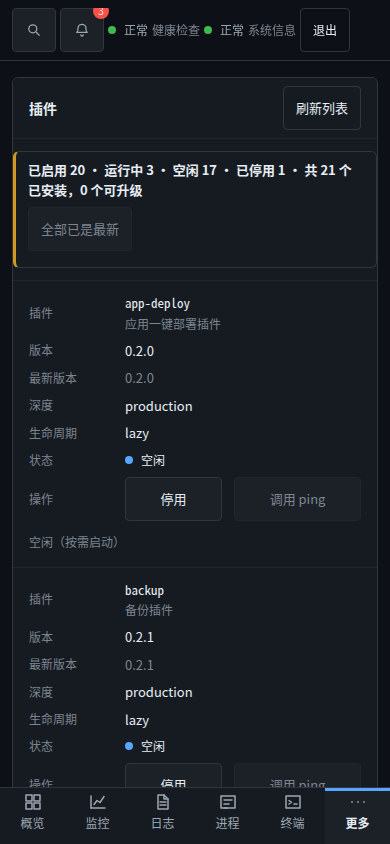 3
正常 健康检查 正常 系统信息 退出
插件 刷新列表
已启用 20 · 运行中 3 · 空闲 17 · 已停用 1 · 共 21 个
已安装，0 个可升级
全部已是最新
插件 app-deploy
应用一键部署插件
版本 0.2.0
最新版本 0.2.0
深度 production
生命周期 lazy
状态 空闲
操作 停用 调用 ping
空闲（按需启动）
插件 backup
备份插件
版本 0.2.1
最新版本 0.2.1
深度 production
生命周期 lazy
状态 空闲
操作 停用 调用 ping
概览 监控 日志 进程 终端 更多